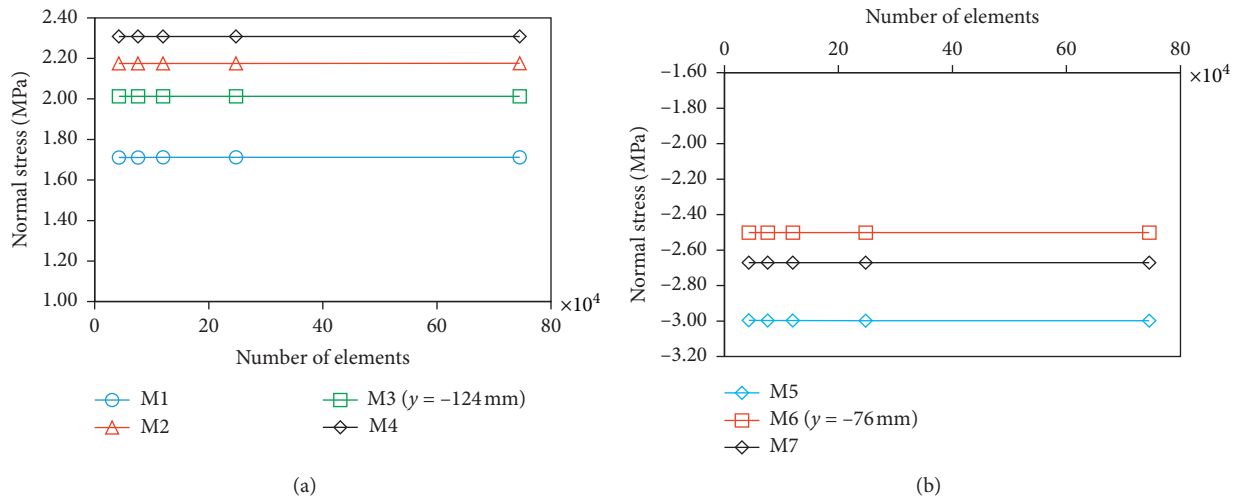 2.40
2.20
2.00
1.80
1.60
1.40
1.20
1.00
Normal stress (MPa)
0 20 40 60 80
×10⁴
Number of elements
M1
M2
M3 (y = –124 mm)
M4
(a)
Number of elements
0 20 40 60 80
×10⁴
–1.60
–1.80
–2.00
–2.20
–2.40
–2.60
–2.80
–3.00
–3.20
Normal stress (MPa)
M5
M6 (y = –76 mm)
M7
(b)